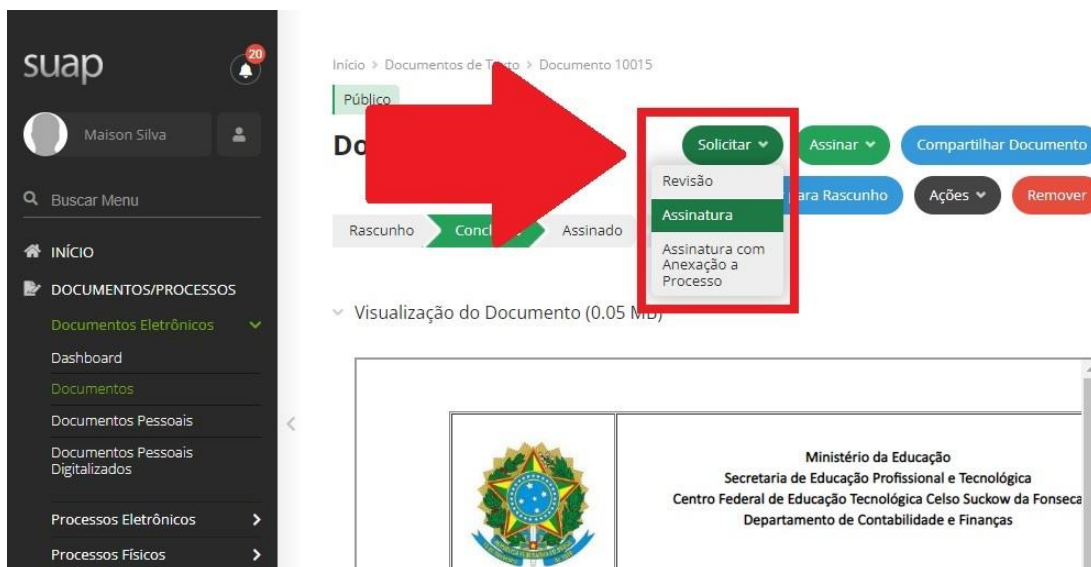 suap
20
Maison Silva
Buscar Menu
INÍCIO
DOCUMENTOS/PROCESSOS
Documentos Eletrônicos
Dashboard
Documentos
Documentos Pessoais
Documentos Pessoais
Digitalizados
Processos Eletrônicos
Processos Físicos
Início > Documentos de Texto > Documento 10015
Público
Do
Solicitar
Assinar
Compartilhar Documento
Revisão
Assinatura
Assinatura com
Anexação a
Processo
para Rascunho
Ações
Remover
Rascunho
Assinado
Visualização do Documento (0.05 MB)
Ministério da Educação
Secretaria de Educação Profissional e Tecnológica
Centro Federal de Educação Tecnológica Celso Suckow da Fonseca
Departamento de Contabilidade e Finanças